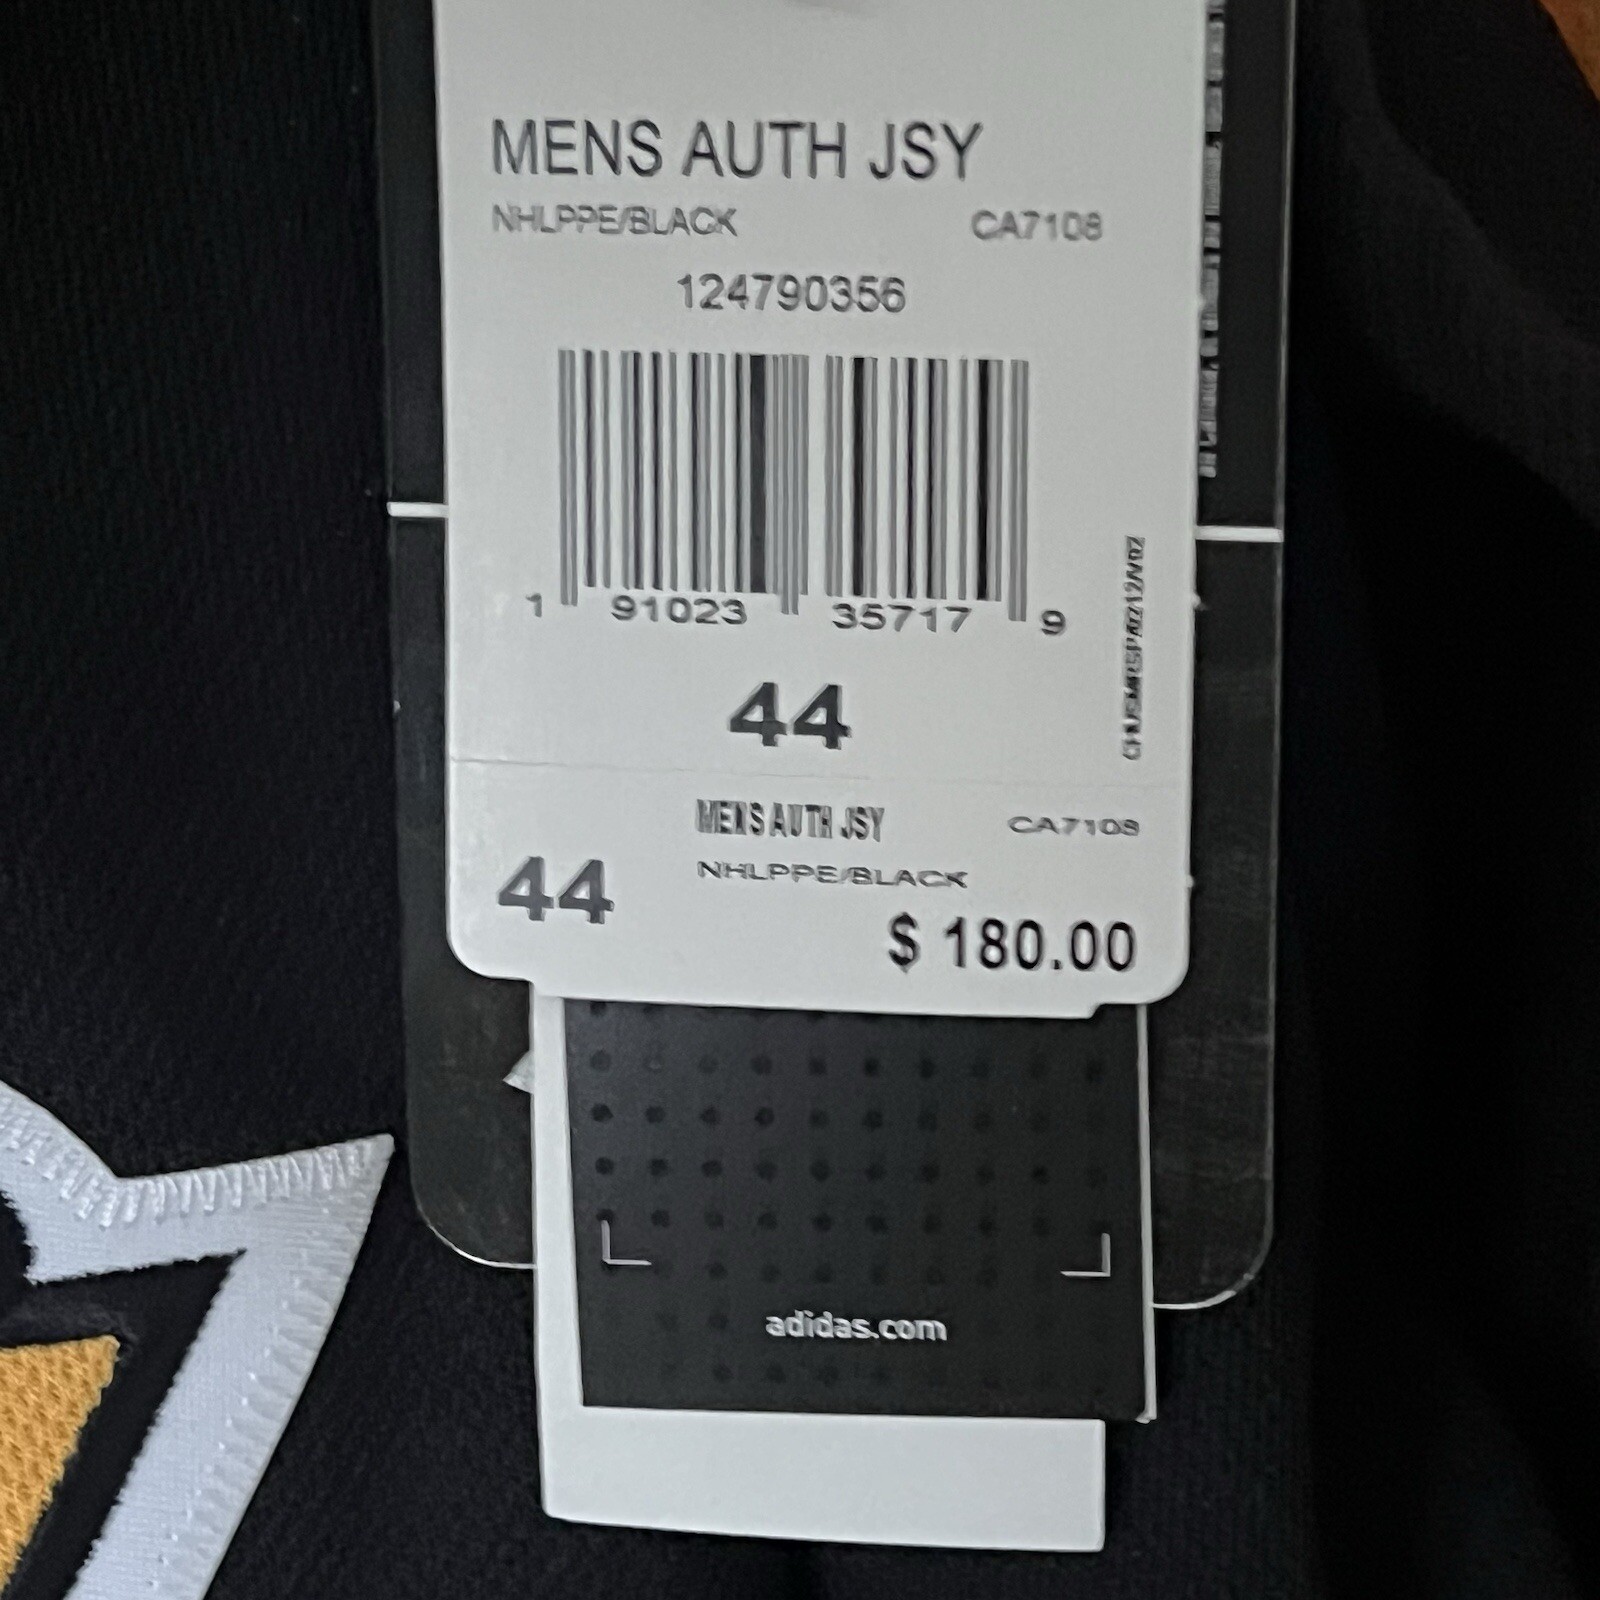 MENS AUTH JSY
NHLPPE/BLACK CA7108
124790356
1 91023 35717 9
44
MENS AUTH JSY CA7108
44 NHLPPE/BLACK
$ 180.00
adidas.com